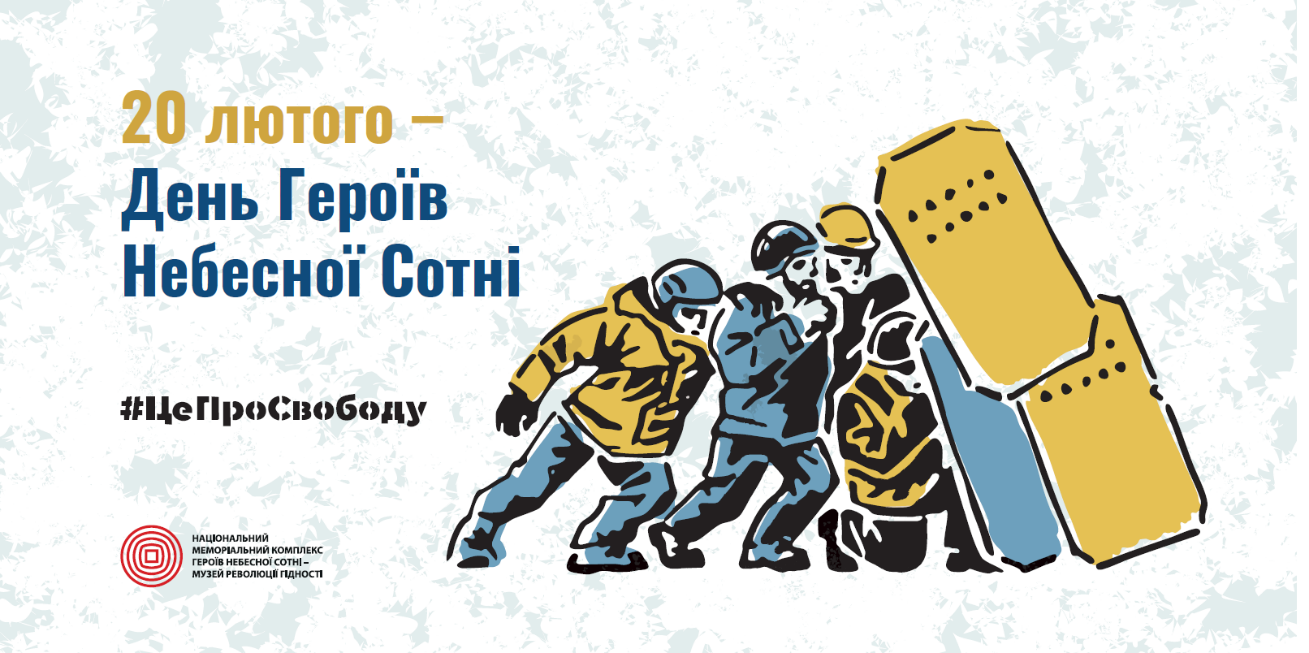 20 лютого –
День Героїв
Небесної Сотні
#ЦеПроСвободу
НАЦІОНАЛЬНИЙ
МЕМОРІАЛЬНИЙ КОМПЛЕКС
ГЕРОЇВ НЕБЕСНОЇ СОТНІ –
МУЗЕЙ РЕВОЛЮЦІЇ ГІДНОСТІ